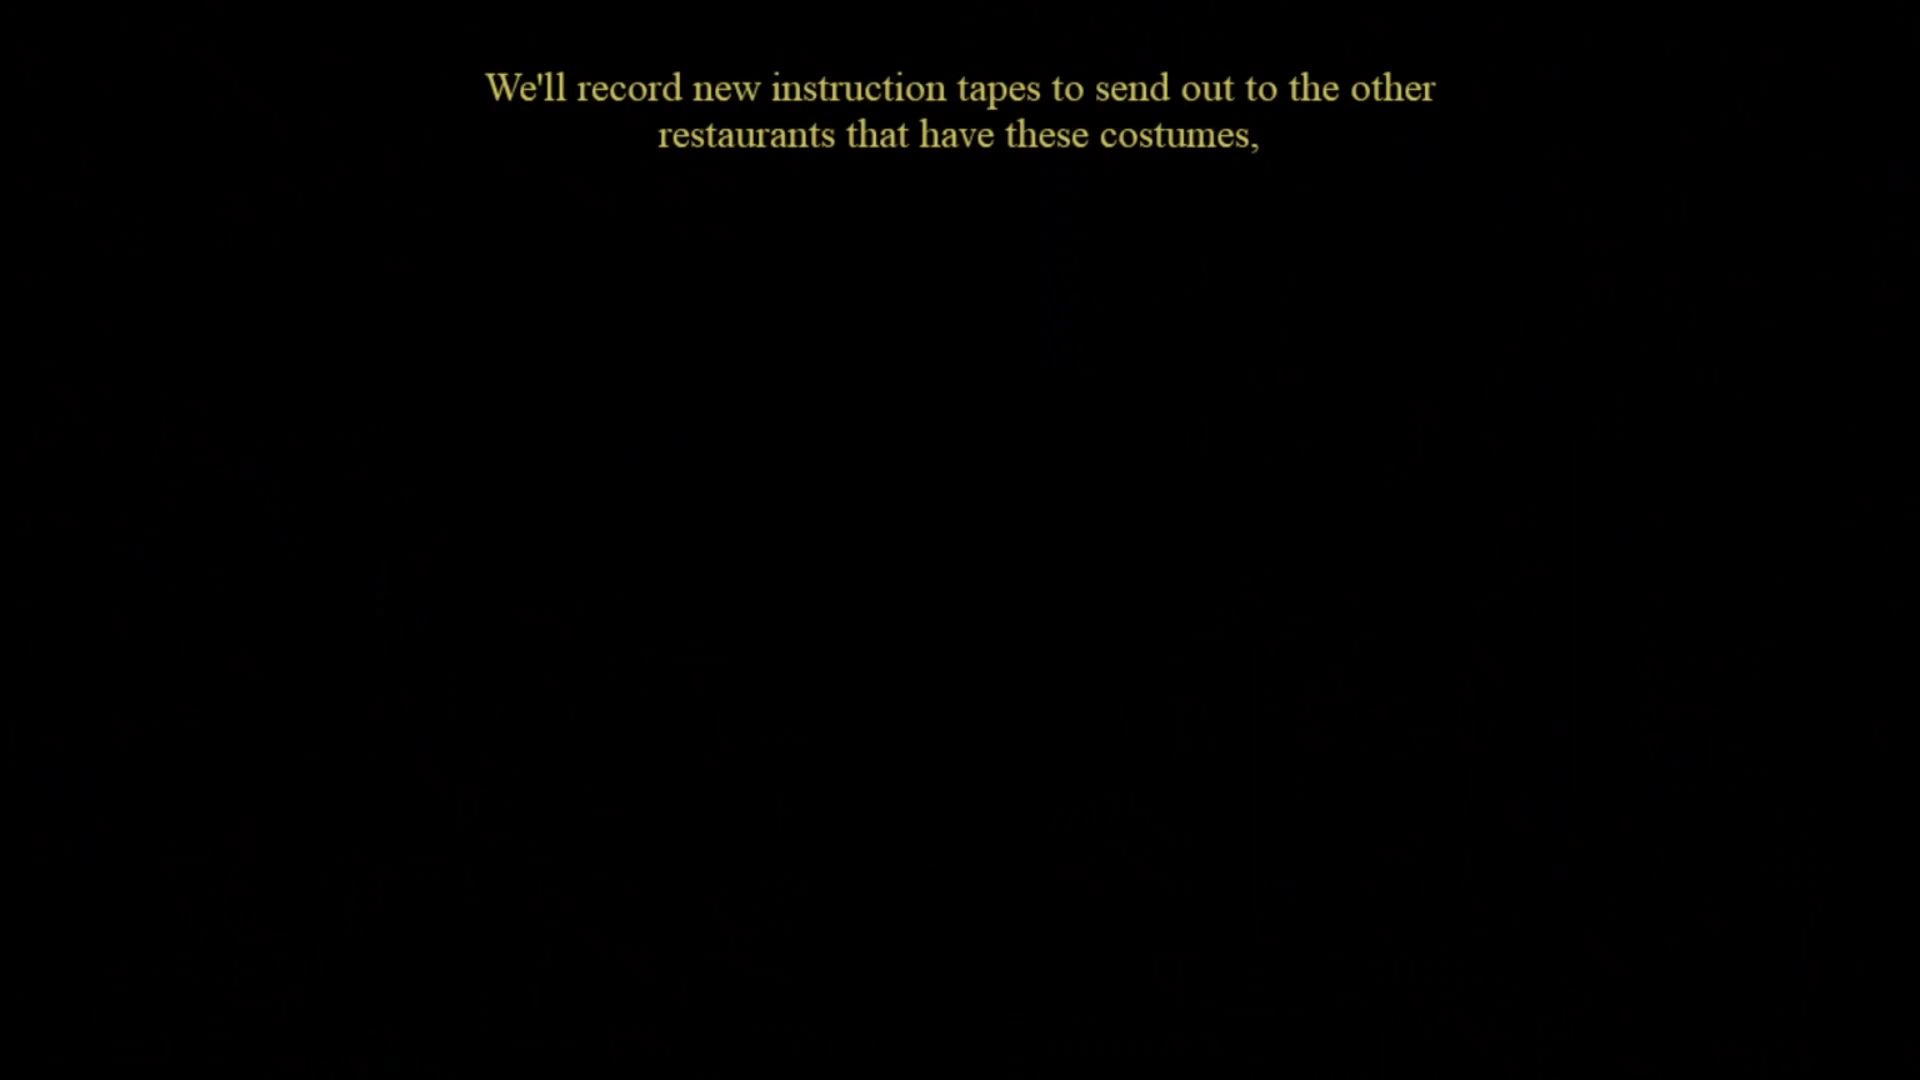 We'll record new instruction tapes to send out to the other
restaurants that have these costumes,